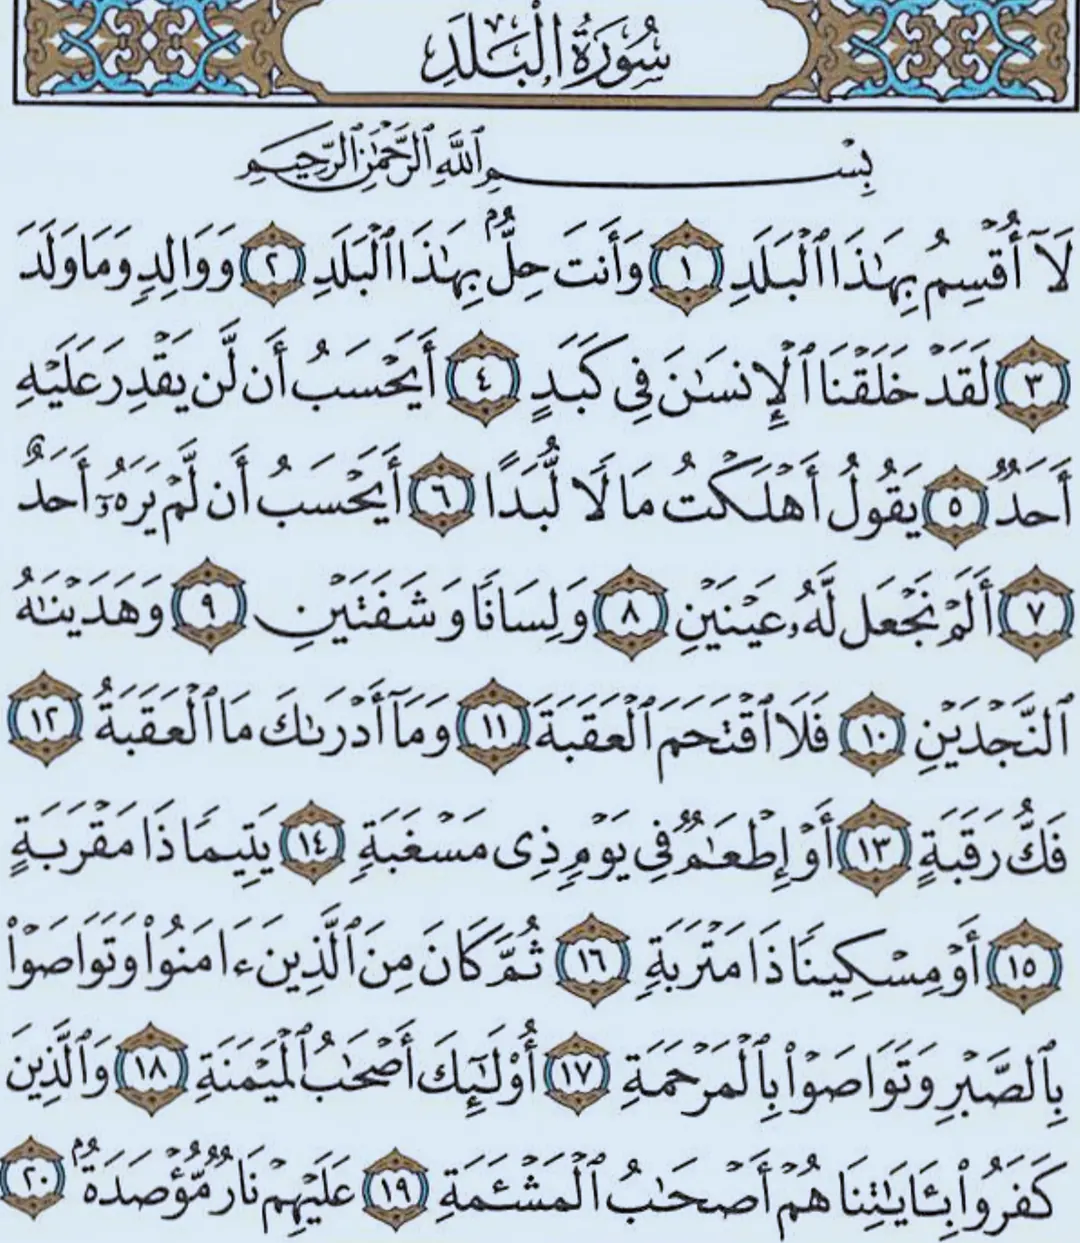 سُورَةُ الْبَلَدِ
بِسْمِ ٱللَّهِ ٱلرَّحْمَٰنِ ٱلرَّحِيمِ
لَآ أُقْسِمُ بِهَٰذَا ٱلْبَلَدِ ١ وَأَنتَ حِلٌّۢ بِهَٰذَا ٱلْبَلَدِ ٢ وَوَالِدٍ وَمَا وَلَدَ
٣ لَقَدْ خَلَقْنَا ٱلْإِنسَٰنَ فِى كَبَدٍ ٤ أَيَحْسَبُ أَن لَّن يَقْدِرَ عَلَيْهِ
أَحَدٌ ٥ يَقُولُ أَهْلَكْتُ مَالًا لُّبَدًا ٦ أَيَحْسَبُ أَن لَّمْ يَرَهُۥٓ أَحَدٌ
٧ أَلَمْ نَجْعَل لَّهُۥ عَيْنَيْنِ ٨ وَلِسَانًا وَشَفَتَيْنِ ٩ وَهَدَيْنَٰهُ
ٱلنَّجْدَيْنِ ١٠ فَلَا ٱقْتَحَمَ ٱلْعَقَبَةَ ١١ وَمَآ أَدْرَىٰكَ مَا ٱلْعَقَبَةُ ١٢
فَكُّ رَقَبَةٍ ١٣ أَوْ إِطْعَٰمٌ فِى يَوْمٍ ذِى مَسْغَبَةٍ ١٤ يَتِيمًا ذَا مَقْرَبَةٍ
١٥ أَوْ مِسْكِينًا ذَا مَتْرَبَةٍ ١٦ ثُمَّ كَانَ مِنَ ٱلَّذِينَ ءَامَنُوا۟ وَتَوَاصَوْا۟
بِٱلصَّبْرِ وَتَوَاصَوْا۟ بِٱلْمَرْحَمَةِ ١٧ أُو۟لَٰٓئِكَ أَصْحَٰبُ ٱلْمَيْمَنَةِ ١٨ وَٱلَّذِينَ
كَفَرُوا۟ بِـَٔايَٰتِنَا هُمْ أَصْحَٰبُ ٱلْمَشْـَٔمَةِ ١٩ عَلَيْهِمْ نَارٌ مُّؤْصَدَةٌۢ ٢٠